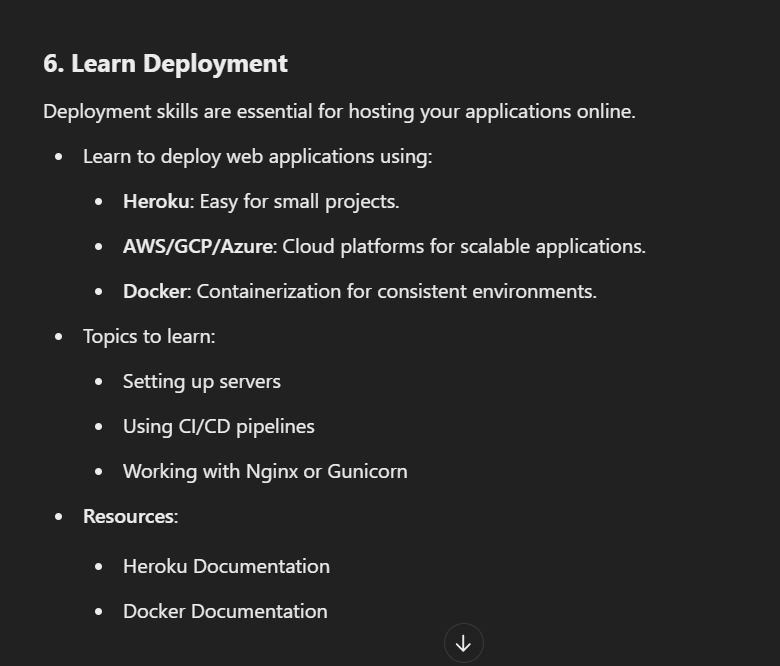 6. Learn Deployment
Deployment skills are essential for hosting your applications online.
Learn to deploy web applications using:
Heroku: Easy for small projects.
AWS/GCP/Azure: Cloud platforms for scalable applications.
Docker: Containerization for consistent environments.
Topics to learn:
Setting up servers
Using CI/CD pipelines
Working with Nginx or Gunicorn
Resources:
Heroku Documentation
Docker Documentation